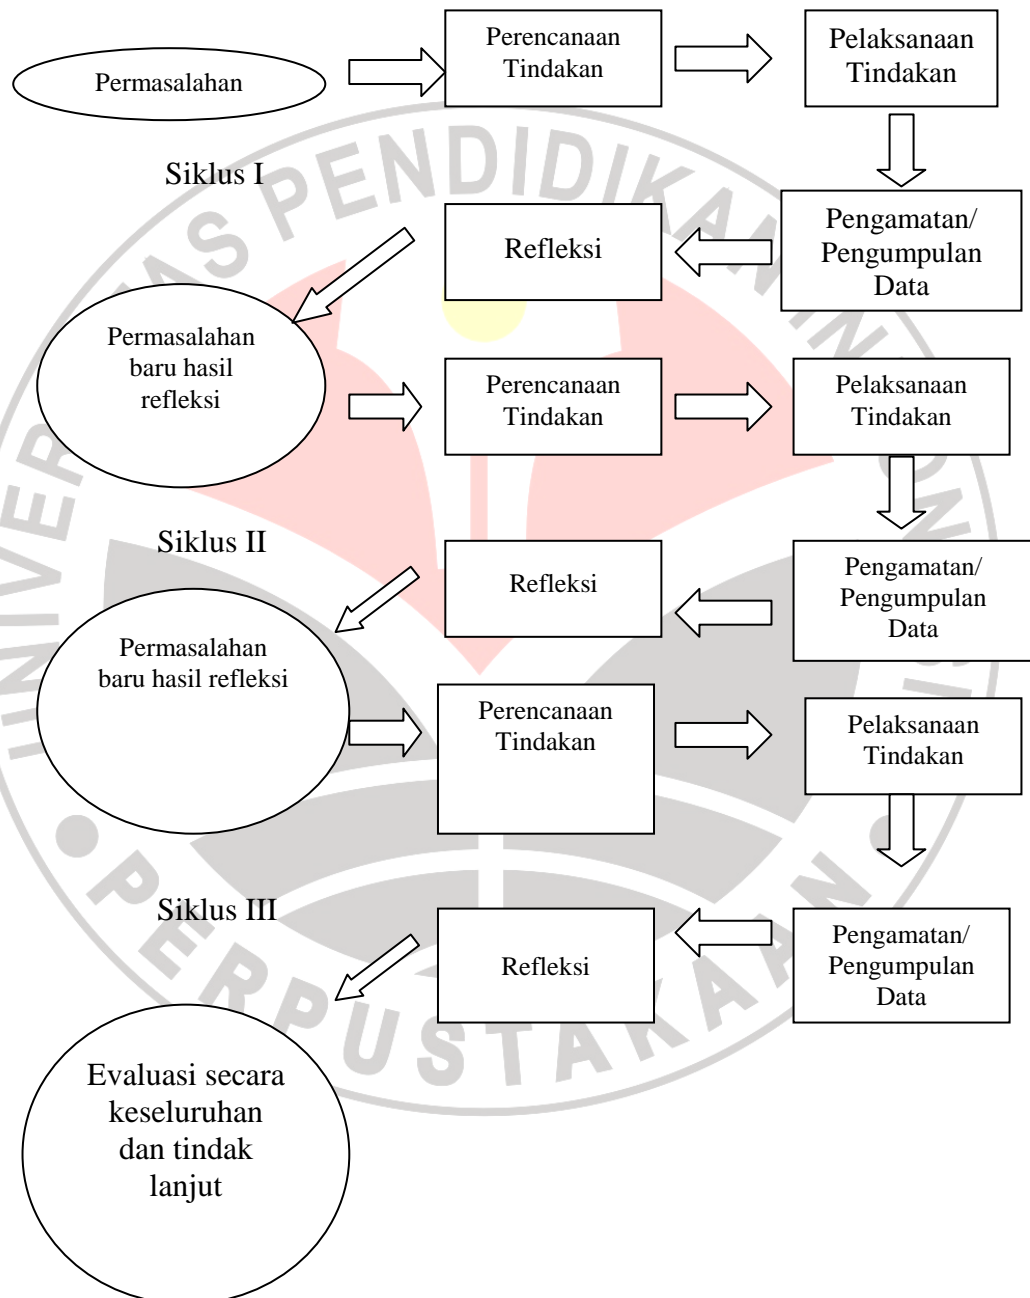 Permasalahan
Perencanaan
Tindakan
Pelaksanaan
Tindakan
Siklus I
Refleksi
Pengamatan/
Pengumpulan
Data
Permasalahan
baru hasil
refleksi
Perencanaan
Tindakan
Pelaksanaan
Tindakan
Siklus II
Refleksi
Pengamatan/
Pengumpulan
Data
Permasalahan
baru hasil refleksi
Perencanaan
Tindakan
Pelaksanaan
Tindakan
Siklus III
Refleksi
Pengamatan/
Pengumpulan
Data
Evaluasi secara
keseluruhan
dan tindak
lanjut
PENDIDIKAN
PERPUSTAKAAN